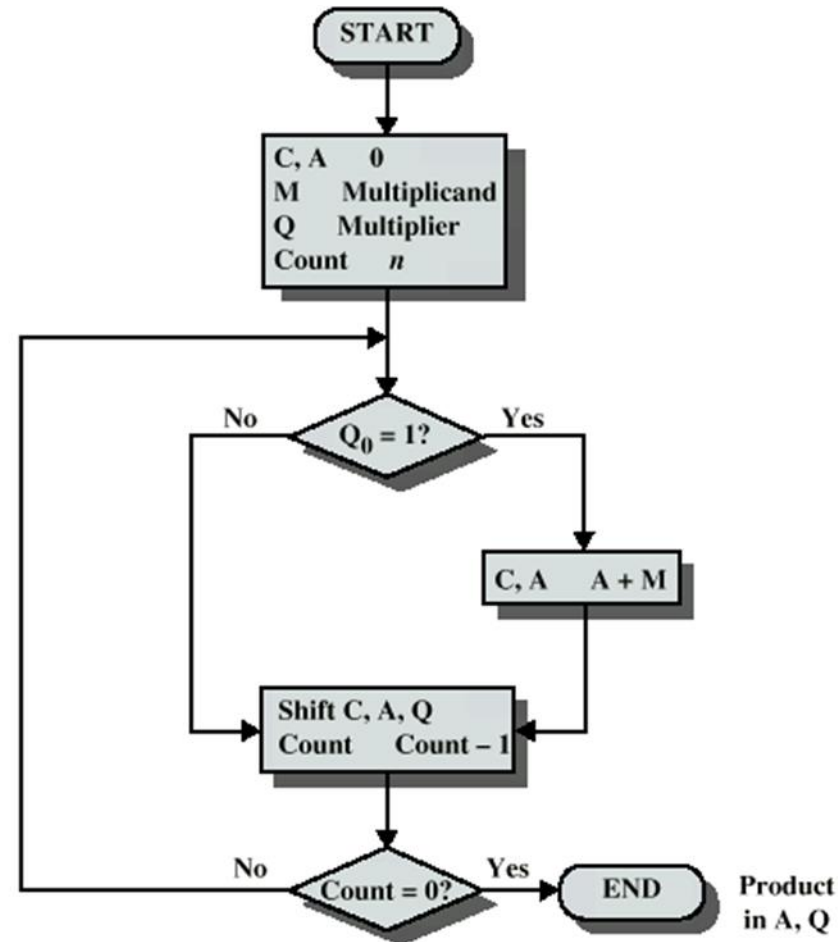 START
C, A 0
M Multiplicand
Q Multiplier
Count n
No
Q0 = 1?
Yes
C, A A + M
Shift C, A, Q
Count Count – 1
No
Count = 0?
Yes
END
Product
in A, Q